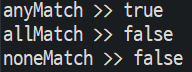 anyMatch >> true
allMatch >> false
noneMatch >> false